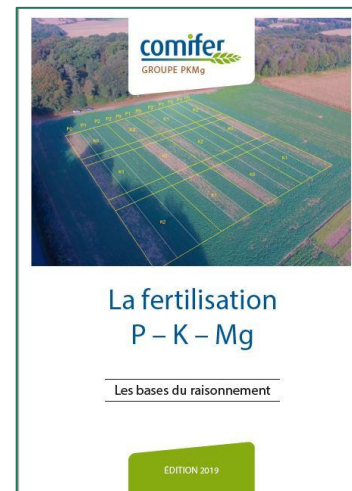 comifer
GROUPE PKMg
La fertilisation
P – K – Mg
Les bases du raisonnement
ÉDITION 2019